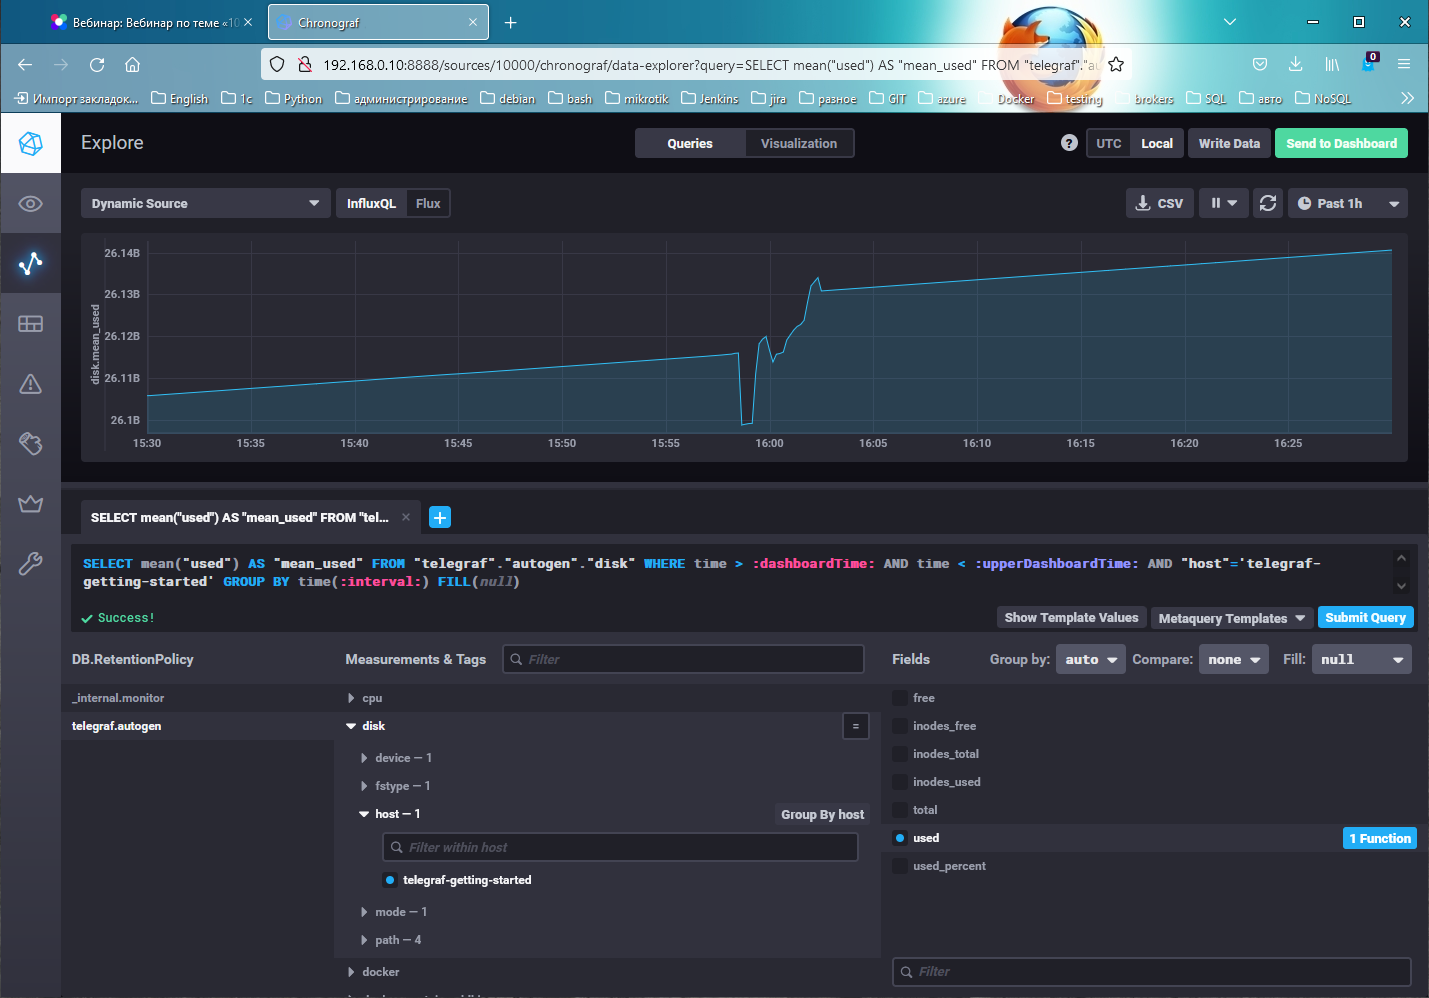 Вебинар: Вебинар по теме «10
Chronograf
192.168.0.10:8888/sources/10000/chronograf/data-explorer?query=SELECT mean("used") AS "mean_used" FROM "telegraf"."au
0
Импорт закладок...
English
1c
Python
администрирование
debian
bash
mikrotik
Jenkins
jira
разное
GIT
azure
Docker
testing
brokers
SQL
авто
NoSQL
Explore
Queries
Visualization
?
UTC
Local
Write Data
Send to Dashboard
Dynamic Source
InfluxQL
Flux
CSV
Past 1h
disk.mean_used
26.14B
26.13B
26.12B
26.11B
26.1B
15:30
15:35
15:40
15:45
15:50
15:55
16:00
16:05
16:10
16:15
16:20
16:25
SELECT mean("used") AS "mean_used" FROM "tel...
SELECT mean("used") AS "mean_used" FROM "telegraf"."autogen"."disk" WHERE time > :dashboardTime: AND time < :upperDashboardTime: AND "host"='telegraf-
getting-started' GROUP BY time(:interval:) FILL(null)
Success!
Show Template Values
Metaquery Templates
Submit Query
DB.RetentionPolicy
Measurements & Tags
Filter
Fields
Group by:
auto
Compare:
none
Fill:
null
_internal.monitor
telegraf.autogen
cpu
disk
=
device — 1
fstype — 1
host — 1
Group By host
Filter within host
telegraf-getting-started
mode — 1
path — 4
docker
free
inodes_free
inodes_total
inodes_used
total
used
1 Function
used_percent
Filter